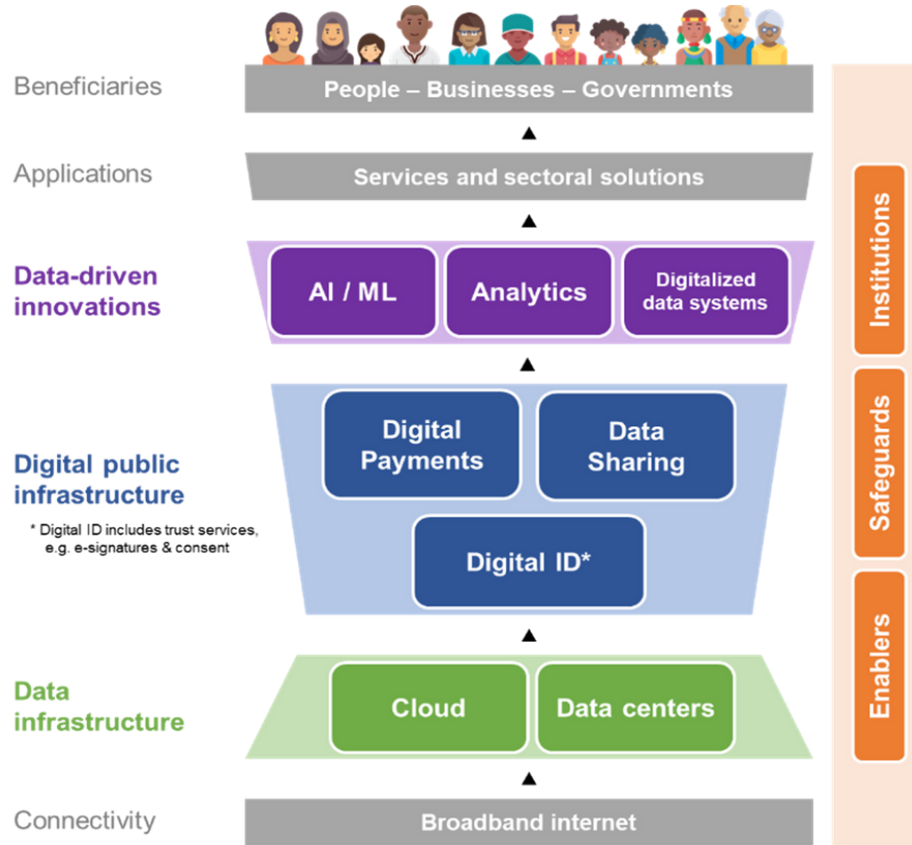 Beneficiaries
People – Businesses – Governments
Applications
Services and sectoral solutions
Data-driven
innovations
AI / ML
Analytics
Digitalized
data systems
Digital public
infrastructure
* Digital ID includes trust services,
e.g. e-signatures & consent
Digital
Payments
Data
Sharing
Digital ID*
Data
infrastructure
Cloud
Data centers
Connectivity
Broadband internet
Institutions
Safeguards
Enablers